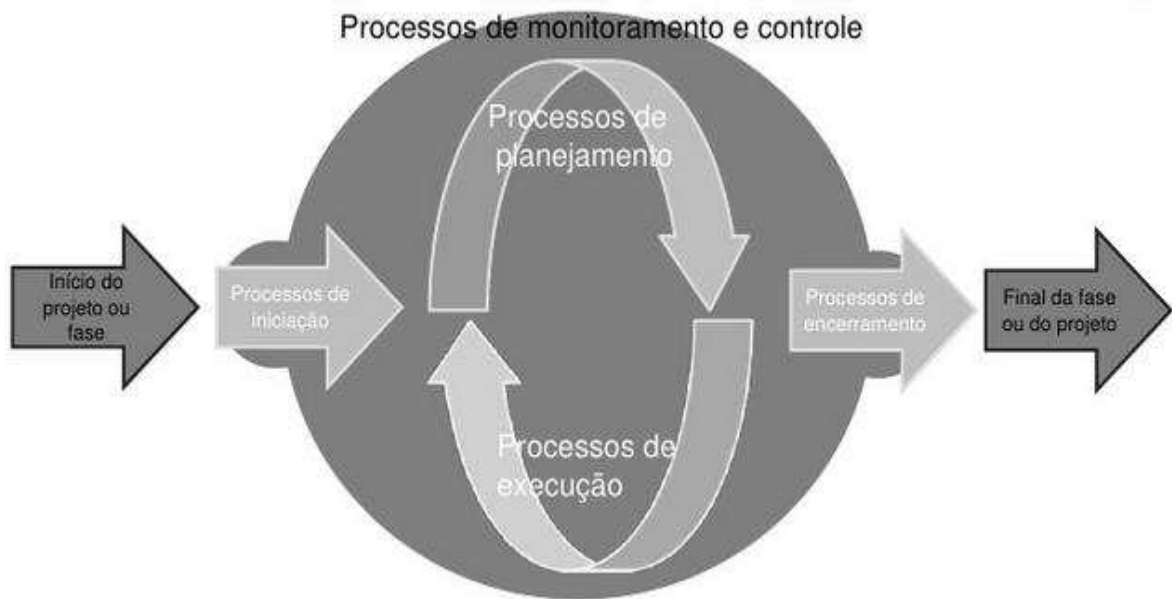 Processos de monitoramento e controle
Processos de
planejamento
Início do
projeto ou
fase
Processos de
iniciação
Processos de
encerramento
Final da fase
ou do projeto
Processos de
execução